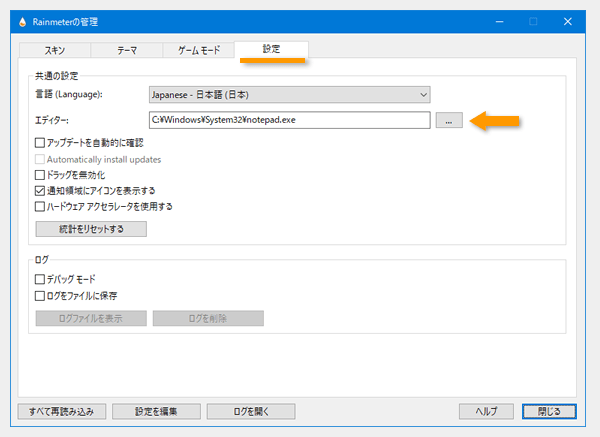 Rainmeterの管理
スキン
テーマ
ゲームモード
設定
共通の設定
言語 (Language):
Japanese - 日本語 (日本)
エディター:
C:¥Windows¥System32¥notepad.exe
...
アップデートを自動的に確認
Automatically install updates
ドラッグを無効化
通知領域にアイコンを表示する
ハードウェア アクセラレータを使用する
統計をリセットする
ログ
デバッグ モード
ログをファイルに保存
ログファイルを表示
ログを削除
すべて再読み込み
設定を編集
ログを開く
ヘルプ
閉じる